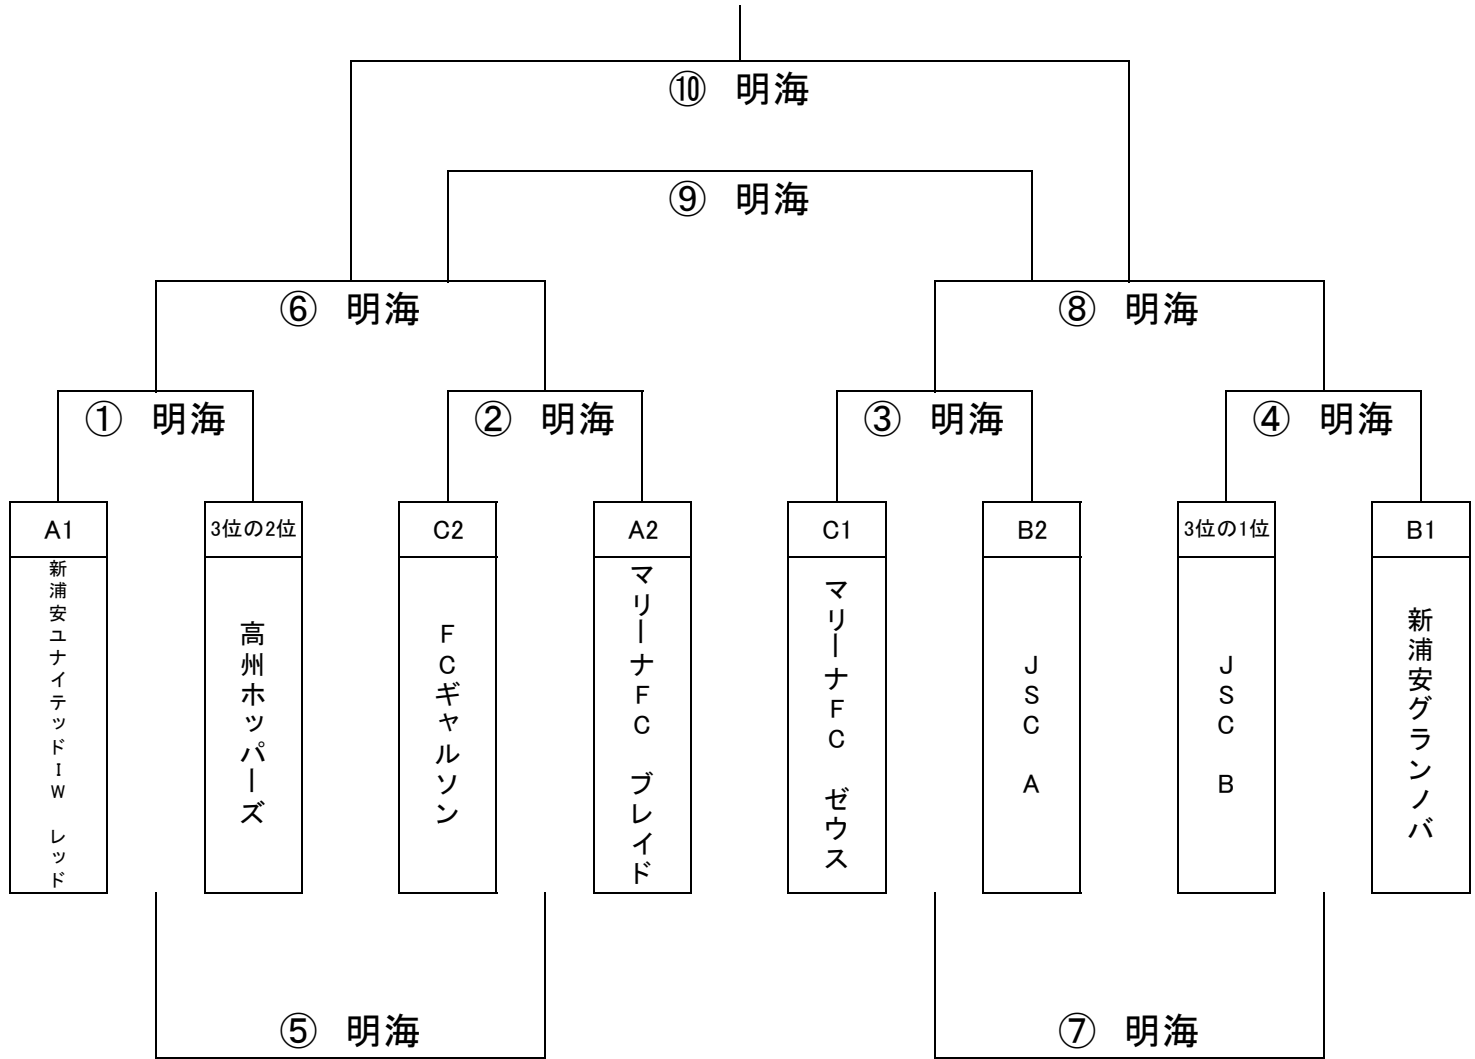 ⑩ 明海
⑨ 明海
⑥ 明海
⑧ 明海
① 明海
② 明海
③ 明海
④ 明海
A1
3位の2位
C2
A2
C1
B2
3位の1位
B1
新浦安ユナイテッドIW レッド
高州ホッパーズ
FCギャルソン
マリーナFC ブレイド
マリーナFC ゼウス
JSC A
JSC B
新浦安グランノバ
⑤ 明海
⑦ 明海